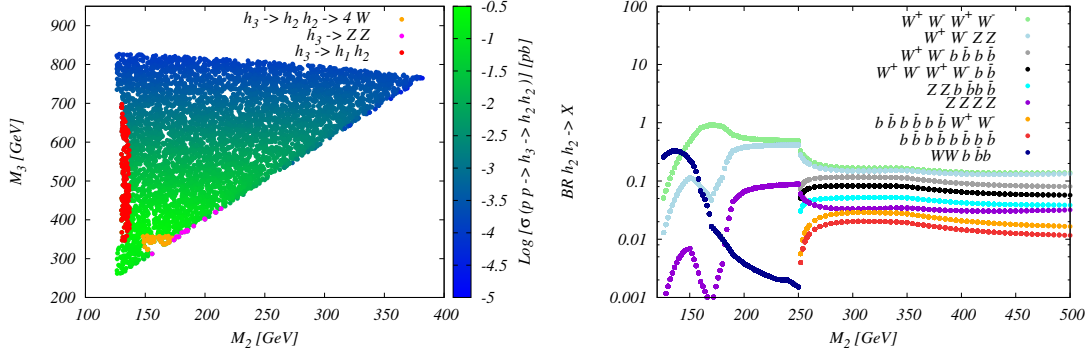 h3 -> h2 h2 -> 4 W
h3 -> Z Z
h3 -> h1 h2
M3 [GeV]
900
800
700
600
500
400
300
200
100 150 200 250 300 350 400
M2 [GeV]
-0.5
-1
-1.5
-2
-2.5
-3
-3.5
-4
-4.5
-5
Log [σ (p p -> h3 -> h2 h2 )] [pb]
W+ W- W+ W-
W+ W- Z Z
W+ W- b b̄ b b̄
W+ W- W+ W- b b̄
Z Z b b̄ b b̄
Z Z Z Z
b b̄ b b̄ b b̄ W+ W-
b b̄ b b̄ b b̄ b b̄
W W b b̄ b
BR h2 h2 -> X
100
10
1
0.1
0.01
0.001
150 200 250 300 350 400 450 500
M2 [GeV]